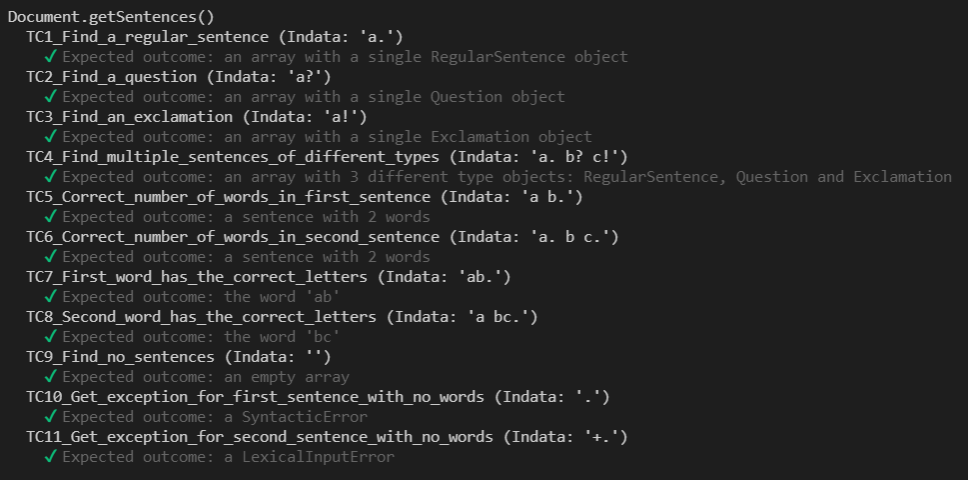 Document.getSentences()
TC1_Find_a_regular_sentence (Indata: 'a.')
✓ Expected outcome: an array with a single RegularSentence object
TC2_Find_a_question (Indata: 'a?')
✓ Expected outcome: an array with a single Question object
TC3_Find_an_exclamation (Indata: 'a!')
✓ Expected outcome: an array with a single Exclamation object
TC4_Find_multiple_sentences_of_different_types (Indata: 'a. b? c!')
✓ Expected outcome: an array with 3 different type objects: RegularSentence, Question and Exclamation
TC5_Correct_number_of_words_in_first_sentence (Indata: 'a b.')
✓ Expected outcome: a sentence with 2 words
TC6_Correct_number_of_words_in_second_sentence (Indata: 'a. b c.')
✓ Expected outcome: a sentence with 2 words
TC7_First_word_has_the_correct_letters (Indata: 'ab.')
✓ Expected outcome: the word 'ab'
TC8_Second_word_has_the_correct_letters (Indata: 'a bc.')
✓ Expected outcome: the word 'bc'
TC9_Find_no_sentences (Indata: '')
✓ Expected outcome: an empty array
TC10_Get_exception_for_first_sentence_with_no_words (Indata: '.')
✓ Expected outcome: a SyntacticError
TC11_Get_exception_for_second_sentence_with_no_words (Indata: '+.')
✓ Expected outcome: a LexicalInputError